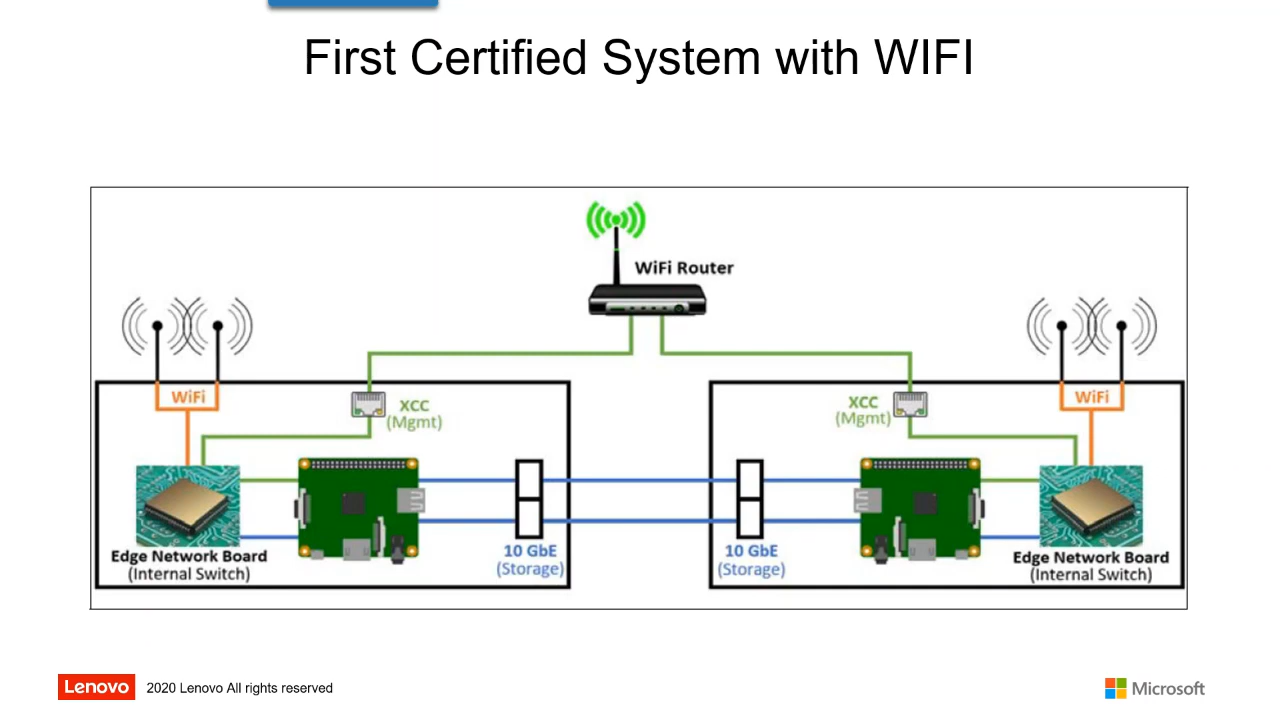 First Certified System with WIFI
WiFi Router
WiFi
XCC
(Mgmt)
Edge Network Board
(Internal Switch)
10 GbE
(Storage)
XCC
(Mgmt)
WiFi
10 GbE
(Storage)
Edge Network Board
(Internal Switch)
Lenovo
2020 Lenovo All rights reserved
Microsoft